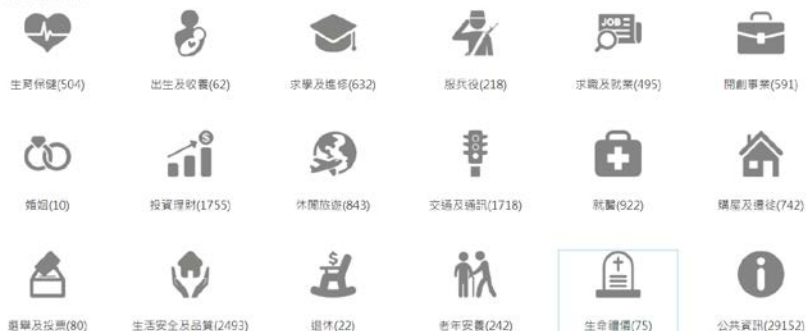 JOB
生育保健(504)
出生及收養(62)
求學及進修(632)
服兵役(218)
求職及就業(495)
開創事業(591)
$
婚姻(10)
投資理財(1755)
休閒旅遊(843)
交通及通訊(1718)
就醫(922)
購屋及遷徙(742)
$
選舉及投票(80)
生活安全及品質(2493)
退休(22)
老年安養(242)
生命禮儀(75)
公共資訊(29152)